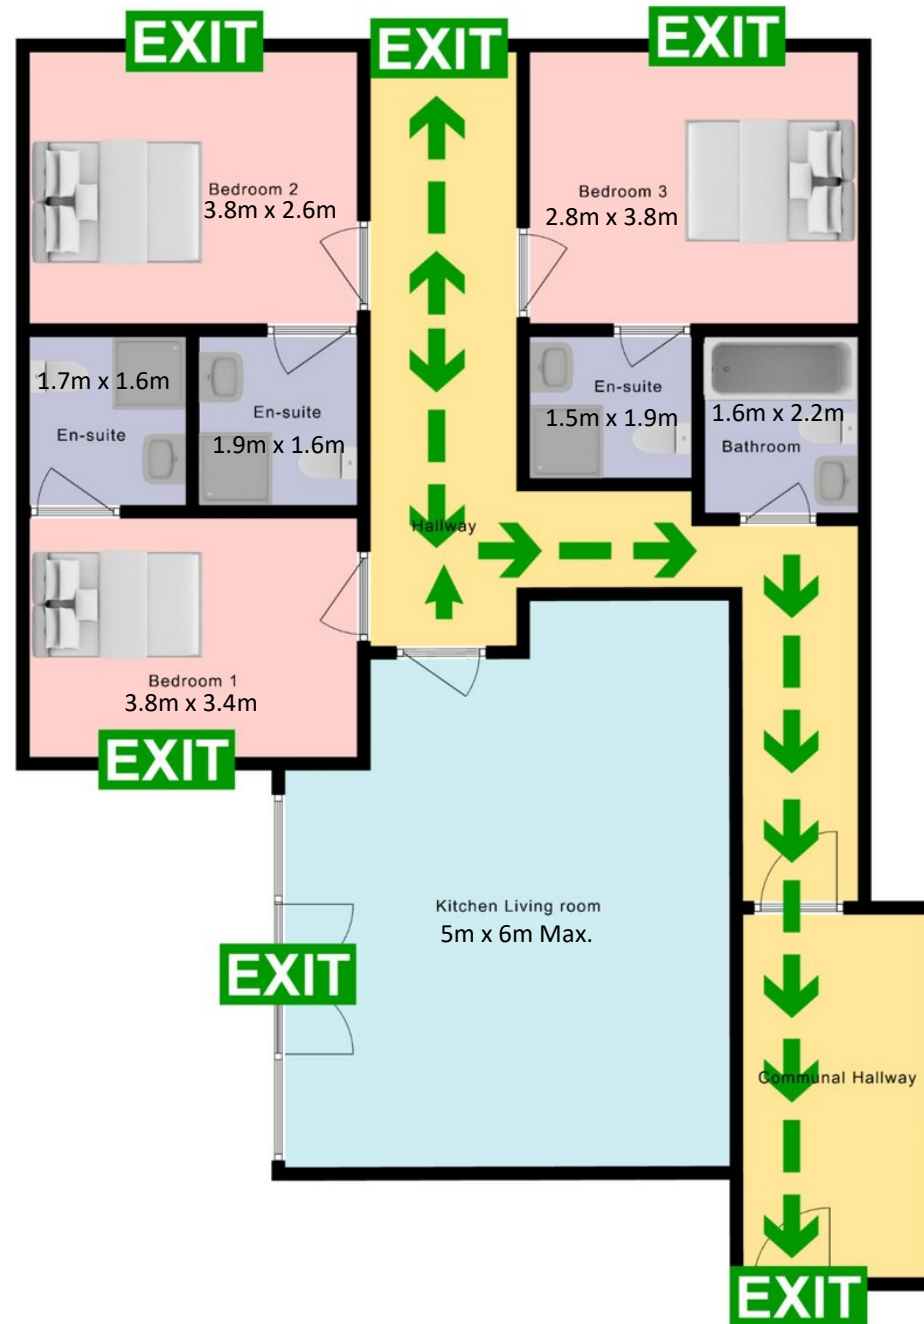 EXIT
EXIT
EXIT
Bedroom 2
3.8m x 2.6m
Bedroom 3
2.8m x 3.8m
1.7m x 1.6m
En-suite
En-suite
1.9m x 1.6m
En-suite
1.5m x 1.9m
1.6m x 2.2m
Bathroom
Hallway
Bedroom 1
3.8m x 3.4m
EXIT
Kitchen Living room
5m x 6m Max.
EXIT
Communal Hallway
EXIT